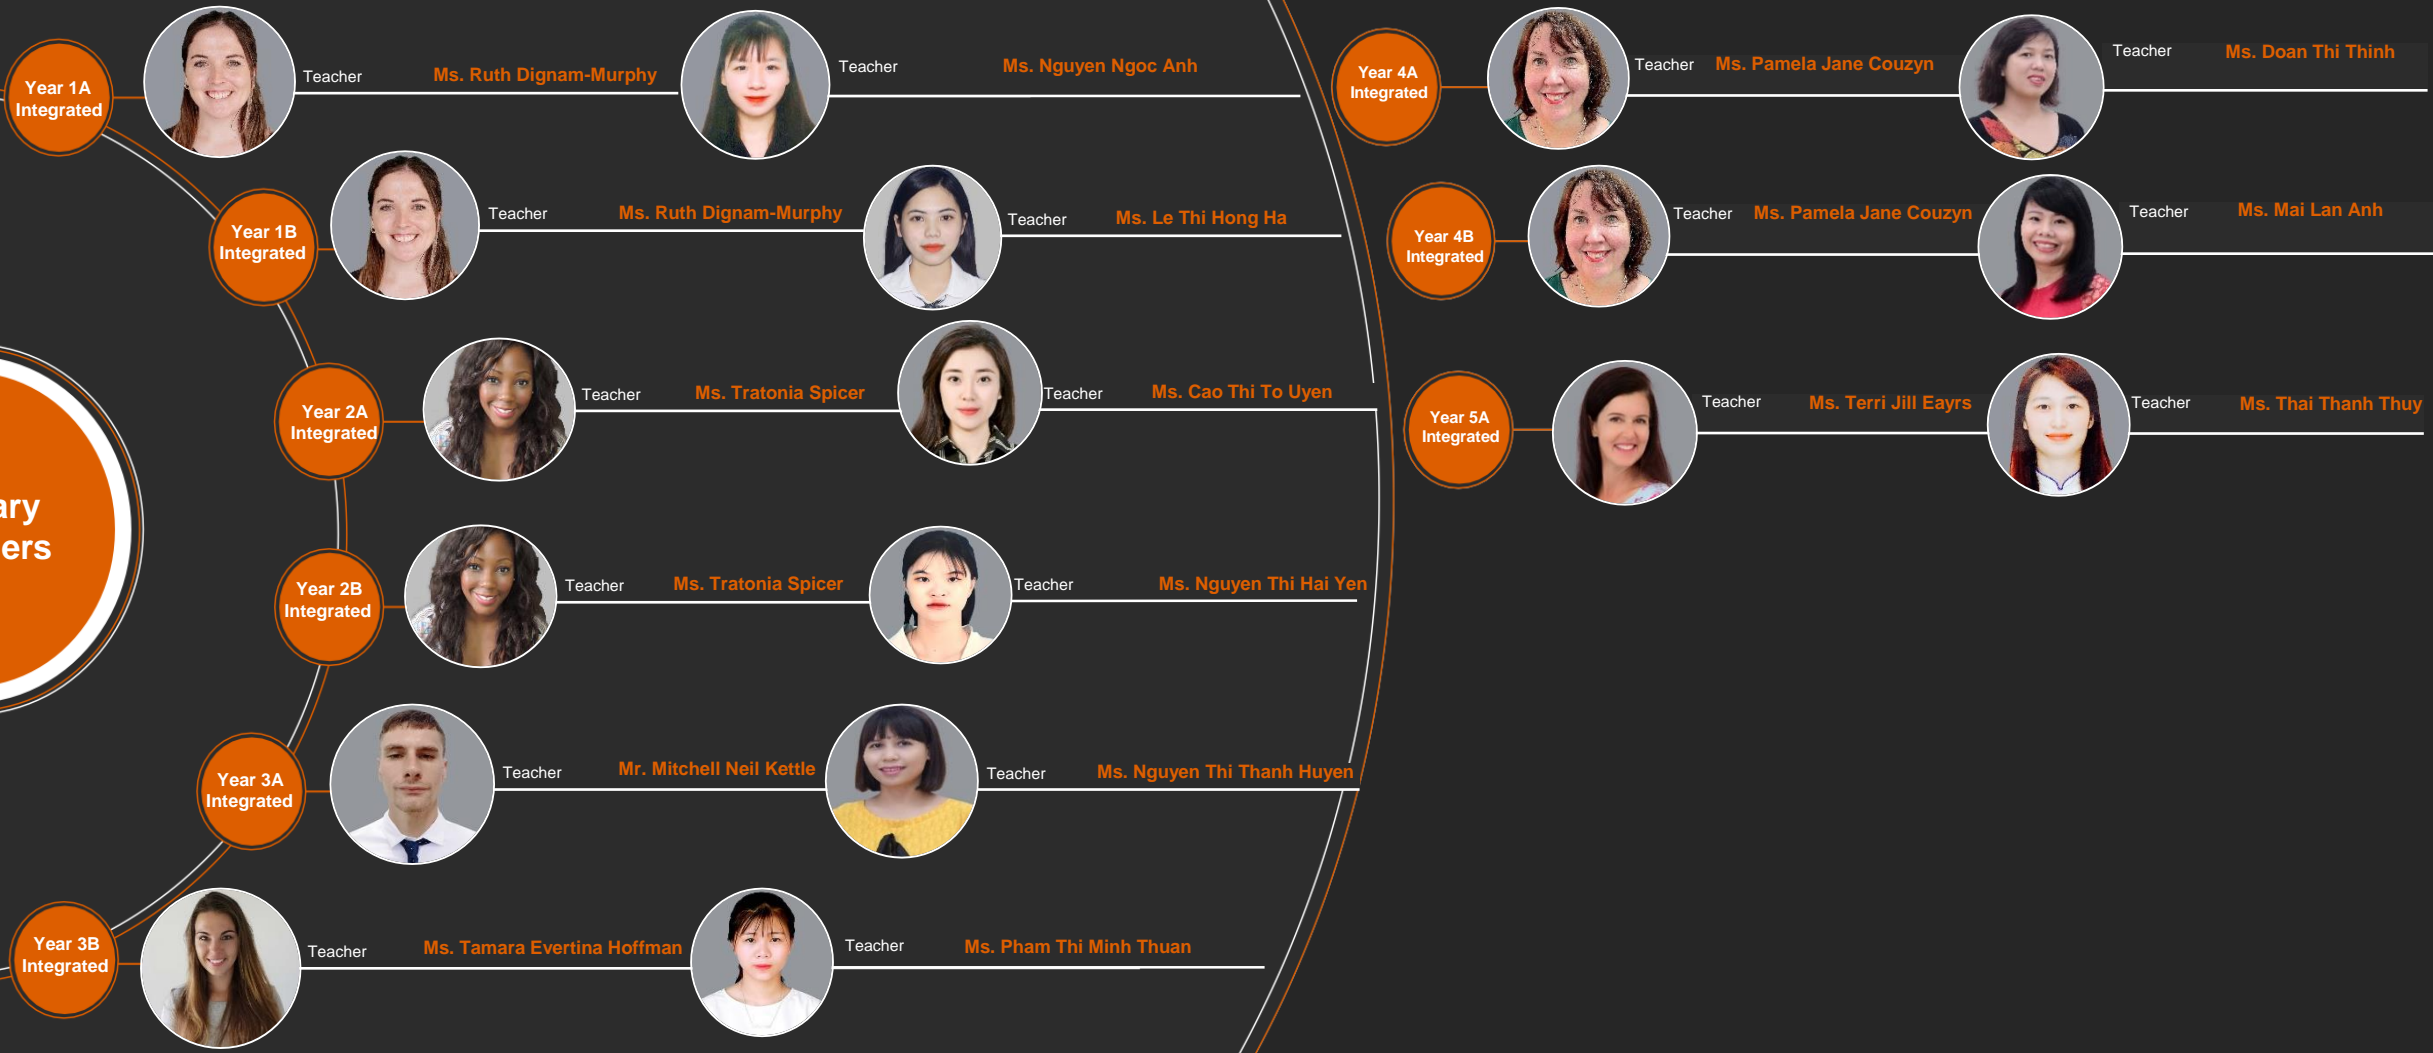 ary
ers
Year 1A
Integrated
Teacher
Ms. Ruth Dignam-Murphy
Teacher
Ms. Nguyen Ngoc Anh
Year 1B
Integrated
Teacher
Ms. Ruth Dignam-Murphy
Teacher
Ms. Le Thi Hong Ha
Year 2A
Integrated
Teacher
Ms. Tratonia Spicer
Teacher
Ms. Cao Thi To Uyen
Year 2B
Integrated
Teacher
Ms. Tratonia Spicer
Teacher
Ms. Nguyen Thi Hai Yen
Year 3A
Integrated
Teacher
Mr. Mitchell Neil Kettle
Teacher
Ms. Nguyen Thi Thanh Huyen
Year 3B
Integrated
Teacher
Ms. Tamara Evertina Hoffman
Teacher
Ms. Pham Thi Minh Thuan
Year 4A
Integrated
Teacher
Ms. Pamela Jane Couzyn
Teacher
Ms. Doan Thi Thinh
Year 4B
Integrated
Teacher
Ms. Pamela Jane Couzyn
Teacher
Ms. Mai Lan Anh
Year 5A
Integrated
Teacher
Ms. Terri Jill Eayrs
Teacher
Ms. Thai Thanh Thuy